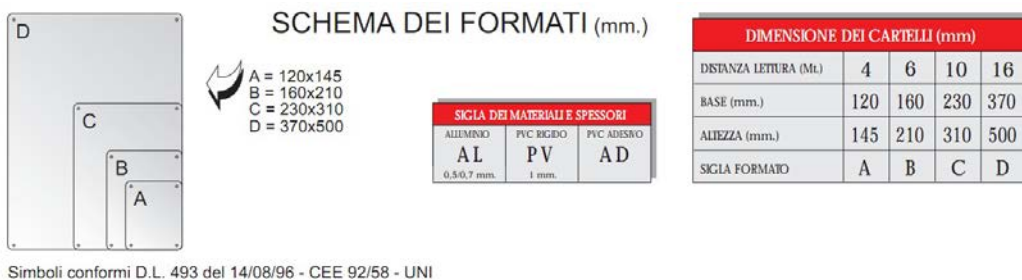 SCHEMA DEI FORMATI (mm.)
D
C
B
A
A = 120x145
B = 160x210
C = 230x310
D = 370x500
SIGLA DEI MATERIALI E SPESSORI
ALLUMINIO PVC RIGIDO PVC ADESIVO
AL PV AD
0,5/0,7 mm. 1 mm.
DIMENSIONE DEI CARTELLI (mm)
DISTANZA LETTURA (Mt.) 4 6 10 16
BASE (mm.) 120 160 230 370
ALTEZZA (mm.) 145 210 310 500
SIGLA FORMATO A B C D
Simboli conformi D.L. 493 del 14/08/96 - CEE 92/58 - UNI